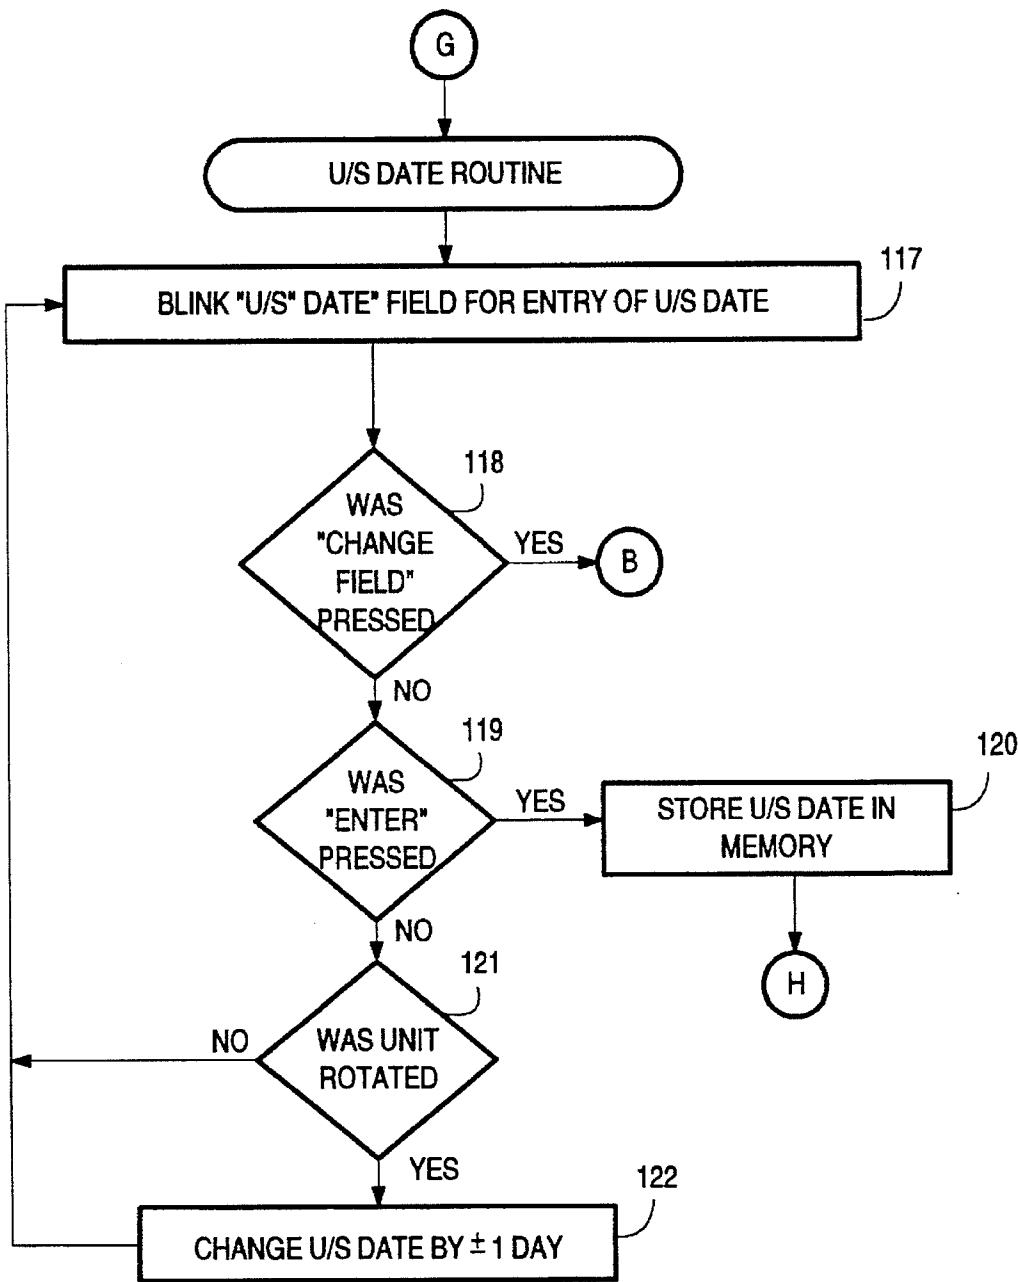 G
U/S DATE ROUTINE
117
BLINK "U/S" DATE" FIELD FOR ENTRY OF U/S DATE
118
WAS
"CHANGE
FIELD"
PRESSED
YES
B
NO
119
WAS
"ENTER"
PRESSED
YES
120
STORE U/S DATE IN
MEMORY
H
NO
121
WAS UNIT
ROTATED
NO
YES
122
CHANGE U/S DATE BY ± 1 DAY